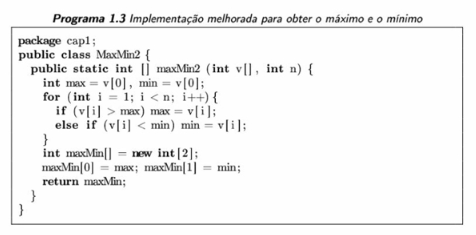 Programa 1.3 Implementação melhorada para obter o máximo e o mínimo
package cap1;
public class MaxMin2 {
public static int [] maxMin2 (int v[], int n) {
int max = v[0], min = v[0];
for (int i = 1; i < n; i++) {
if (v[i] > max) max = v[i];
else if (v[i] < min) min = v[i];
}
int maxMin[] = new int[2];
maxMin[0] = max; maxMin[1] = min;
return maxMin;
}
}